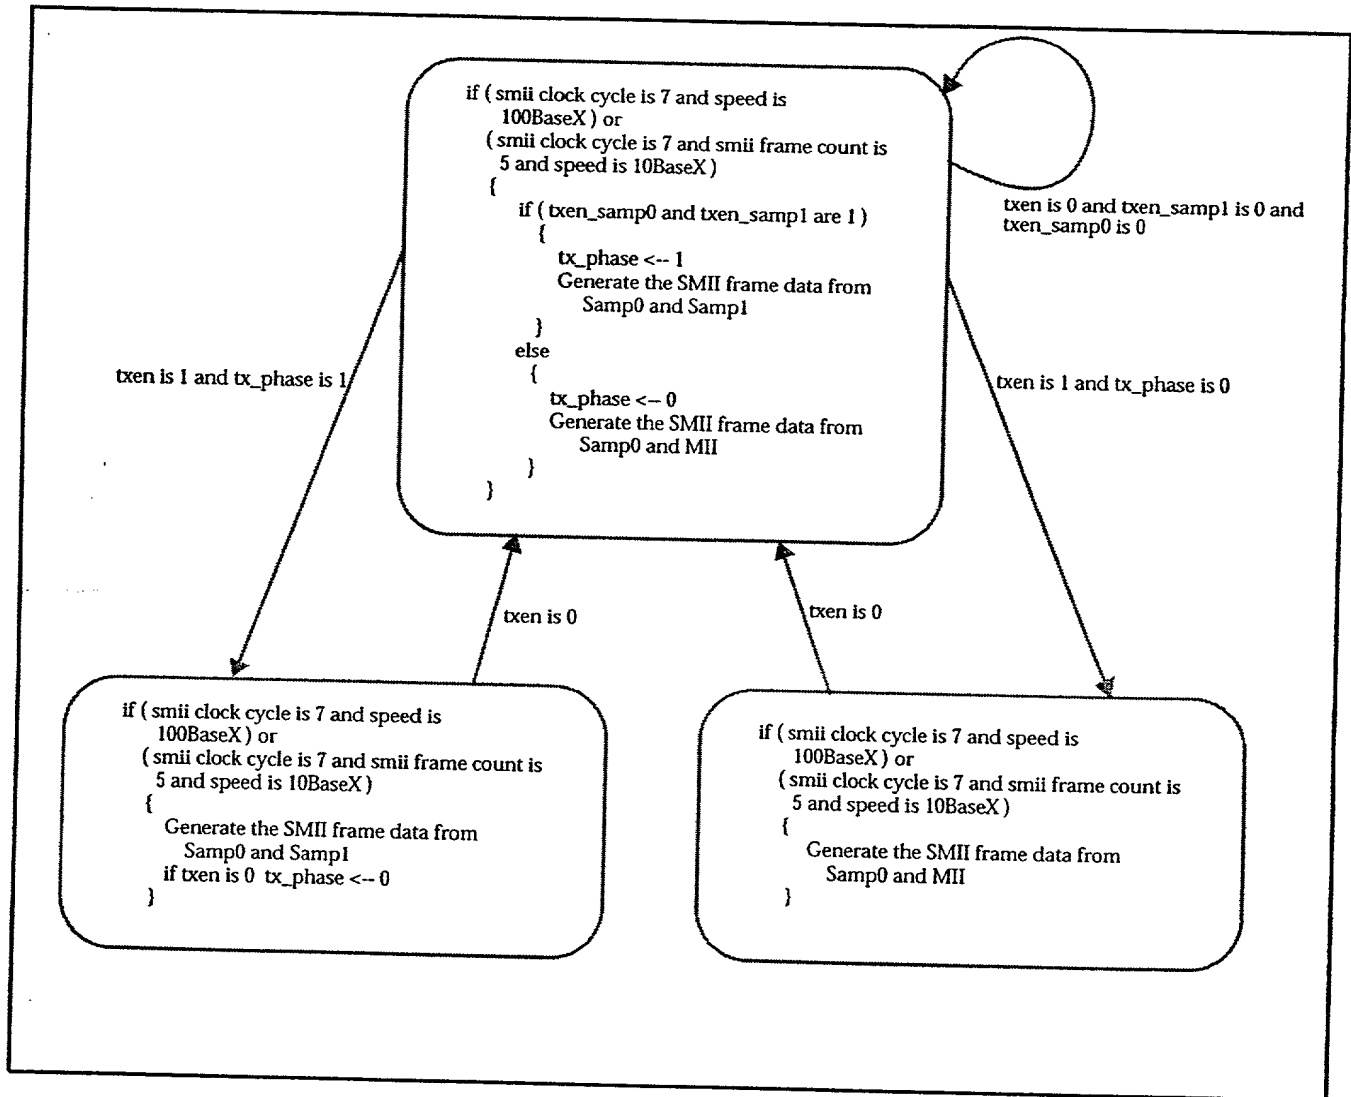 if ( smii clock cycle is 7 and speed is
100BaseX ) or
( smii clock cycle is 7 and smii frame count is
5 and speed is 10BaseX )
{
if ( txen_samp0 and txen_samp1 are 1 )
{
tx_phase <-- 1
Generate the SMII frame data from
Samp0 and Samp1
}
else
{
tx_phase <-- 0
Generate the SMII frame data from
Samp0 and MII
}
}
txen is 0 and txen_samp1 is 0 and
txen_samp0 is 0
txen is 1 and tx_phase is 1
txen is 1 and tx_phase is 0
txen is 0
txen is 0
if ( smii clock cycle is 7 and speed is
100BaseX ) or
( smii clock cycle is 7 and smii frame count is
5 and speed is 10BaseX )
{
Generate the SMII frame data from
Samp0 and Samp1
if txen is 0 tx_phase <-- 0
}
if ( smii clock cycle is 7 and speed is
100BaseX ) or
( smii clock cycle is 7 and smii frame count is
5 and speed is 10BaseX )
{
Generate the SMII frame data from
Samp0 and MII
}